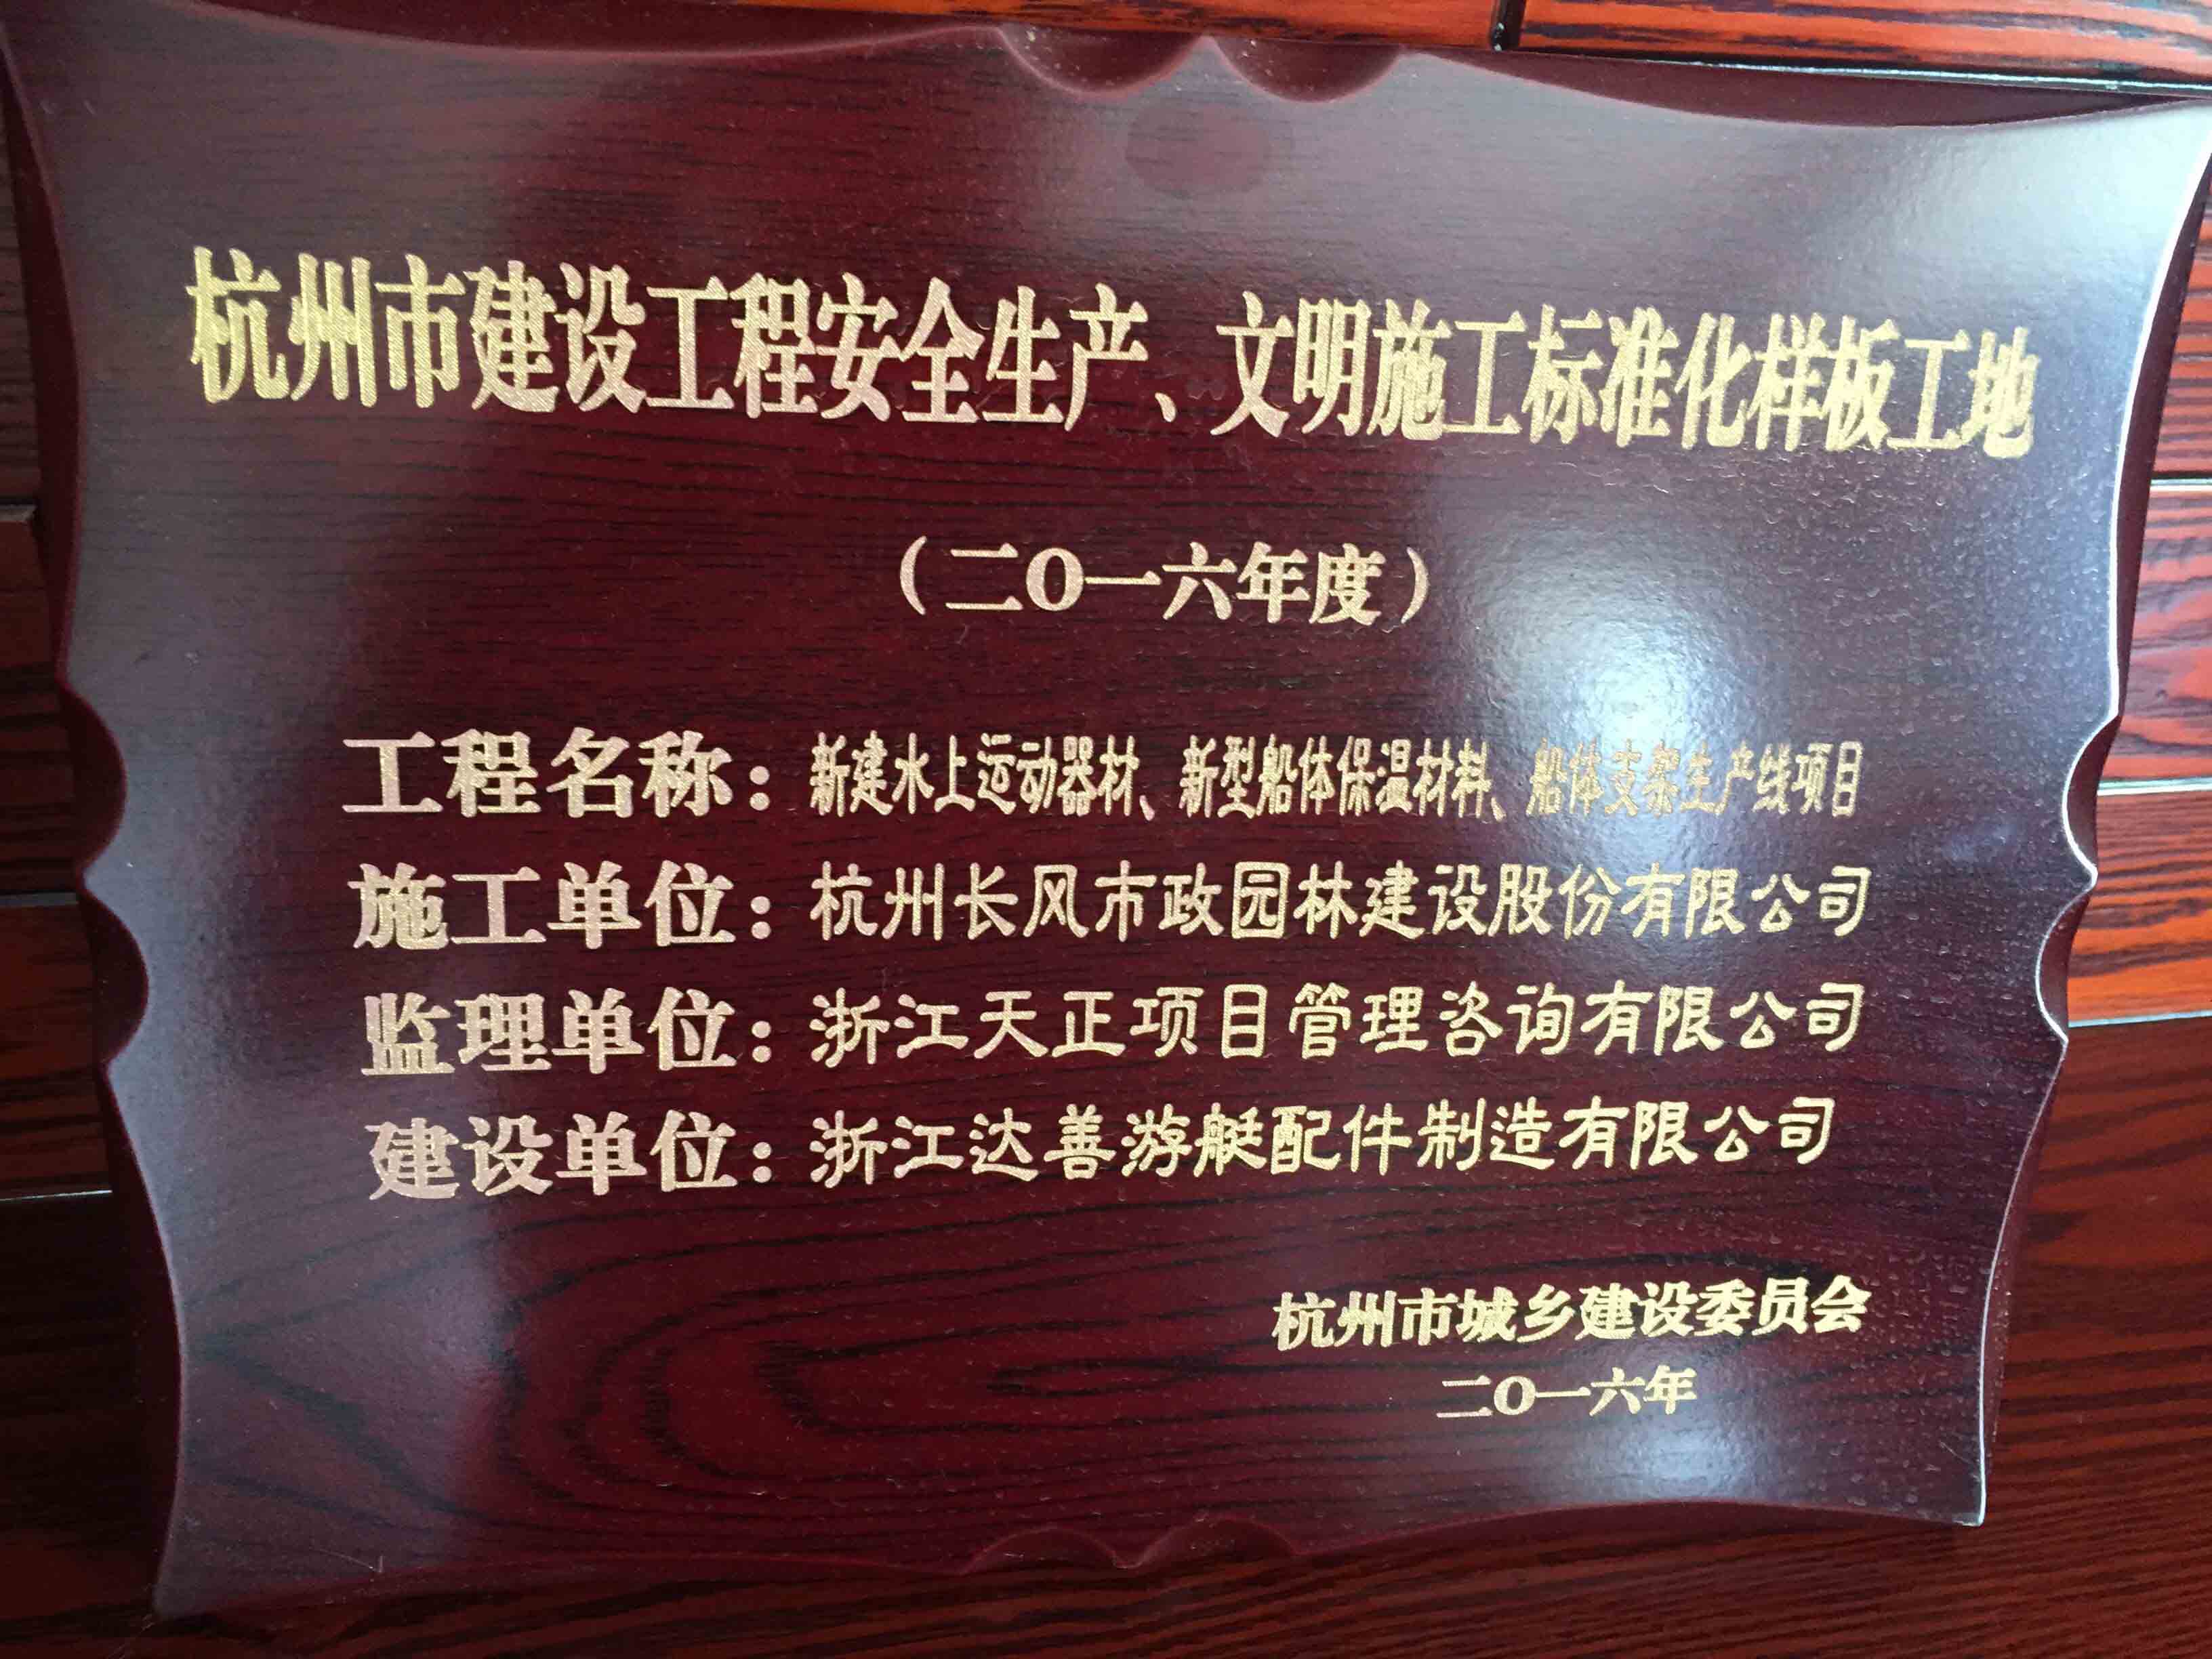 杭州市建设工程安全生产、文明施工标准化样板工地
（二〇一六年度）
工程名称：新建水上运动器材、新型船体保温材料、船体支架生产线项目
施工单位：杭州长风市政园林建设股份有限公司
监理单位：浙江天正项目管理咨询有限公司
建设单位：浙江达善游艇配件制造有限公司
杭州市城乡建设委员会
二〇一六年